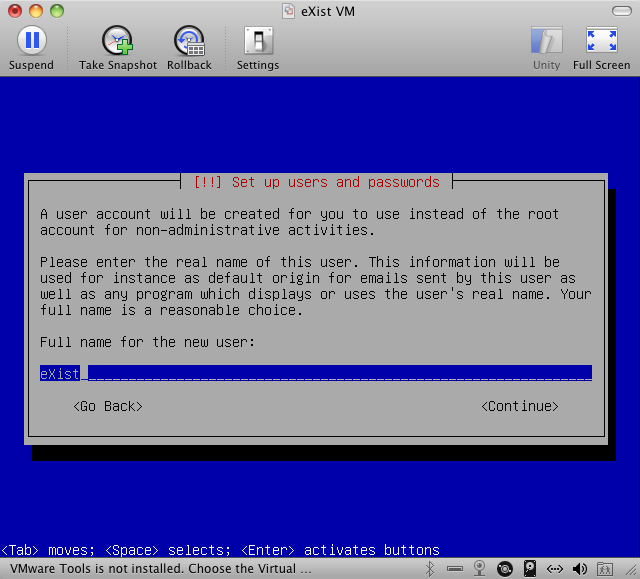 eXist VM
Suspend
Take Snapshot
Rollback
Settings
Unity
Full Screen
[!!] Set up users and passwords
A user account will be created for you to use instead of the root
account for non-administrative activities.
Please enter the real name of this user. This information will be
used for instance as default origin for emails sent by this user as
well as any program which displays or uses the user's real name. Your
full name is a reasonable choice.
Full name for the new user:
eXist
<Go Back>
<Continue>
<Tab> moves; <Space> selects; <Enter> activates buttons
VMware Tools is not installed. Choose the Virtual ...